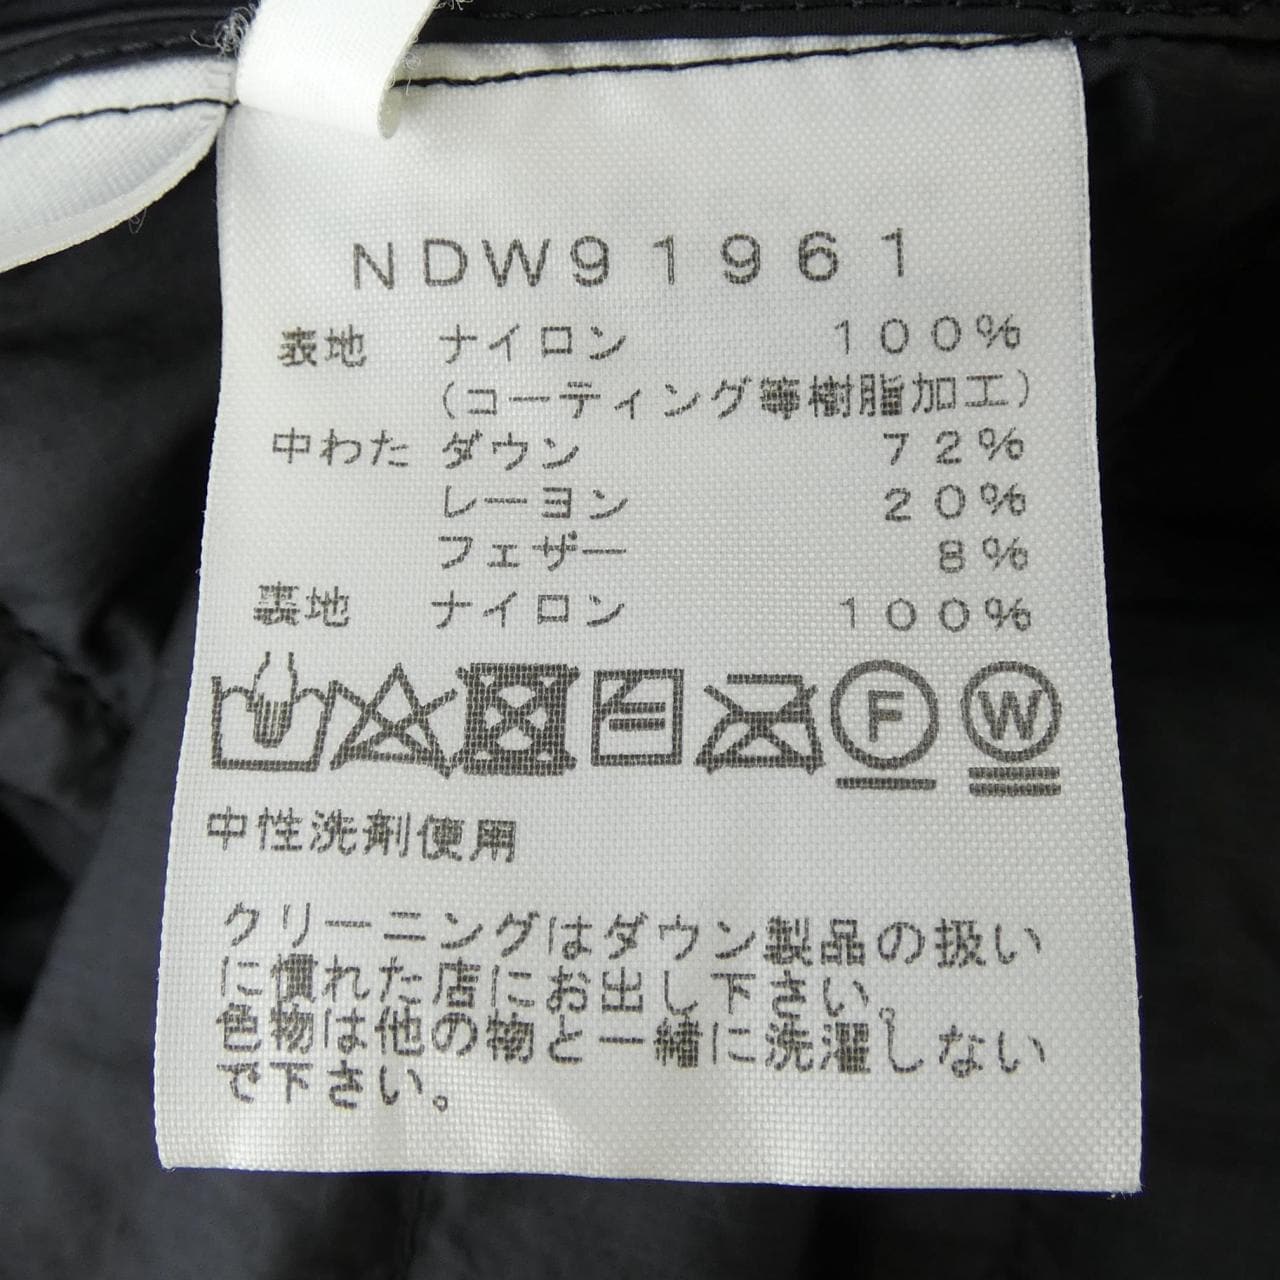 NDW91961
表地 ナイロン 100%
(コーティング等樹脂加工)
中わた ダウン 72%
レーヨン 20%
フェザー 8%
裏地 ナイロン 100%
F W
中性洗剤使用
クリーニングはダウン製品の扱い
に慣れた店にお出し下さい。
色物は他の物と一緒に洗濯しない
で下さい。